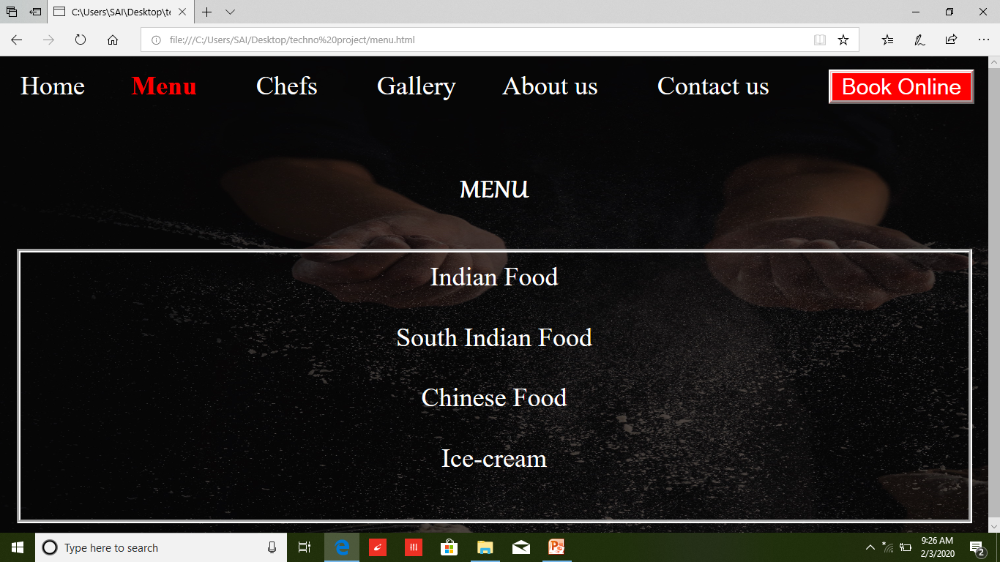 C:\Users\SAI\Desktop\te
file:///C:/Users/SAI/Desktop/techno%20project/menu.html
Home Menu Chefs Gallery About us Contact us Book Online
MENU
Indian Food
South Indian Food
Chinese Food
Ice-cream
Type here to search
9:26 AM
2/3/2020
2